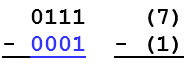 0111 (7)
- 0001 - (1)